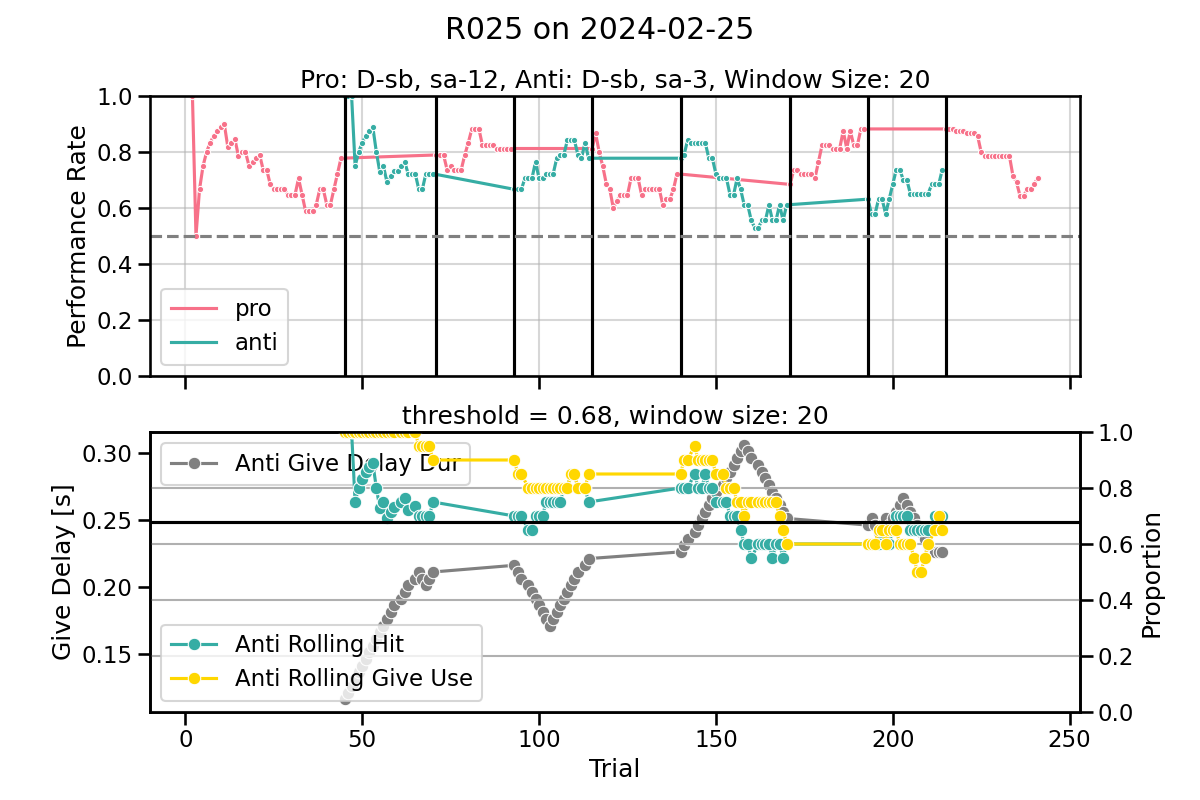 R025 on 2024-02-25
Pro: D-sb, sa-12, Anti: D-sb, sa-3, Window Size: 20
1.0
0.8
0.6
0.4
0.2
0.0
Performance Rate
pro
anti
threshold = 0.68, window size: 20
0.30
0.25
0.20
0.15
Give Delay [s]
Anti Give Delay Dur
Anti Rolling Hit
Anti Rolling Give Use
1.0
0.8
0.6
0.4
0.2
0.0
Proportion
0
50
100
150
200
250
Trial